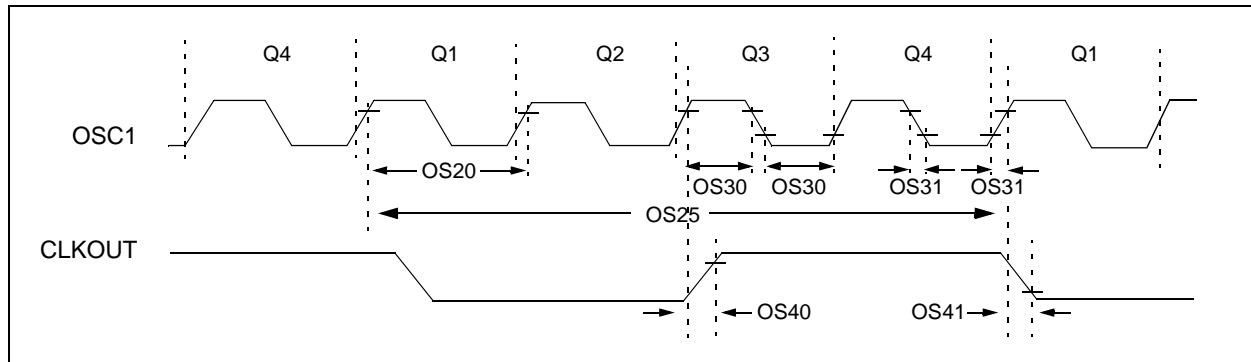 Q4 Q1 Q2 Q3 Q4 Q1
OSC1
OS20
OS30 OS30 OS31 OS31
OS25
CLKOUT
OS40 OS41